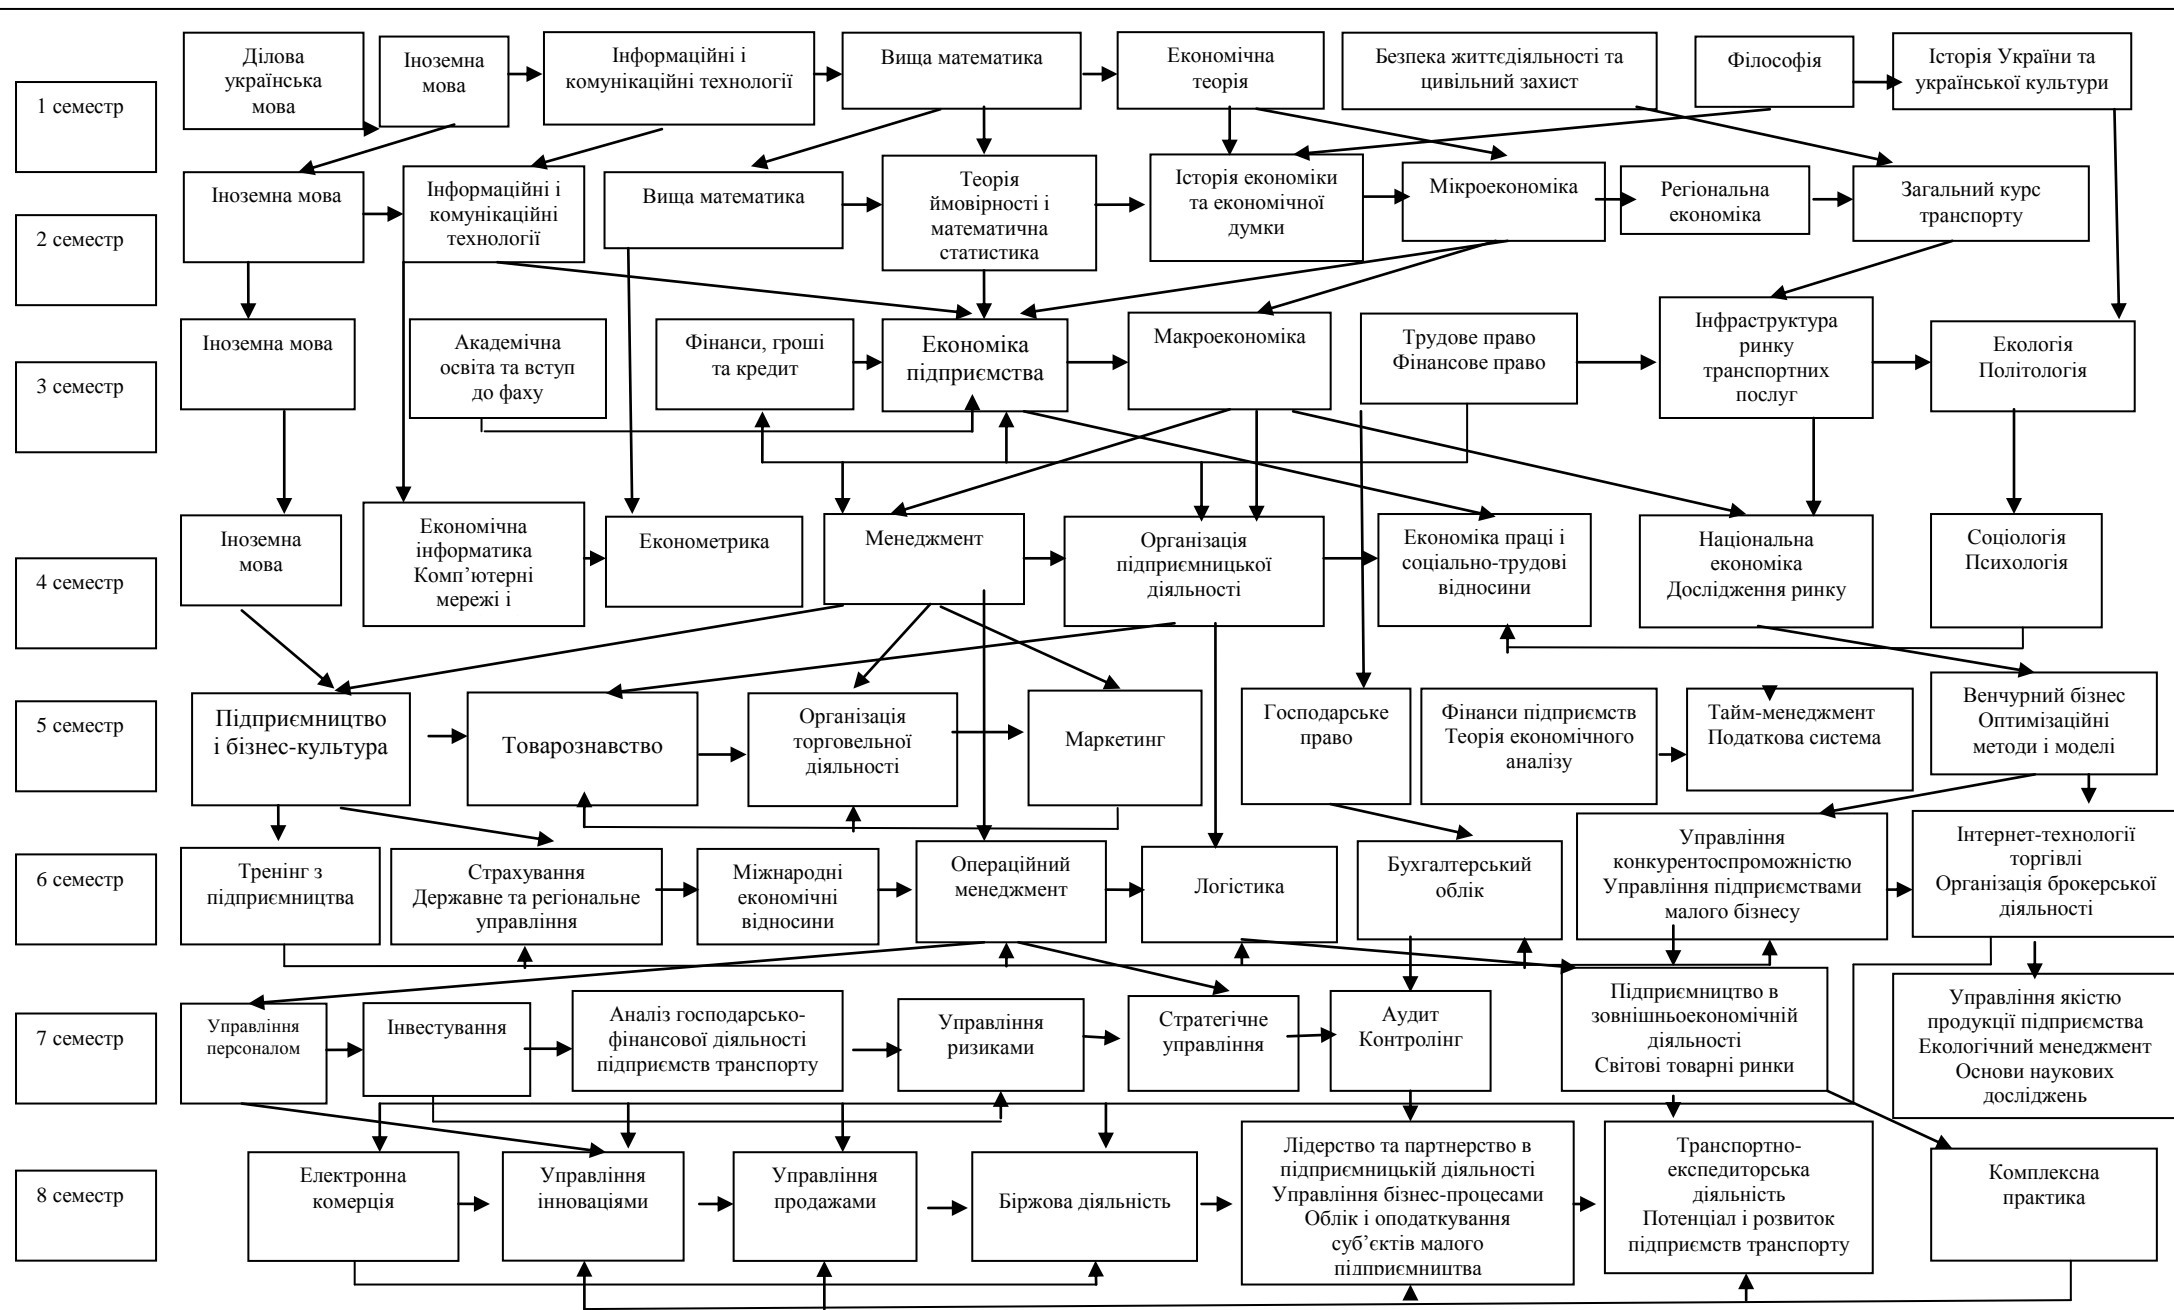 1 семестр
Ділова
українська
мова
Іноземна
мова
Інформаційні і
комунікаційні технології
Вища математика
Економічна
теорія
Безпека життєдіяльності та
цивільний захист
Філософія
Історія України та
української культури
2 семестр
Іноземна мова
Інформаційні і
комунікаційні
технології
Вища математика
Теорія
ймовірності і
математична
статистика
Історія економіки
та економічної
думки
Мікроекономіка
Регіональна
економіка
Загальний курс
транспорту
3 семестр
Іноземна мова
Академічна
освіта та вступ
до фаху
Фінанси, гроші
та кредит
Економіка
підприємства
Макроекономіка
Трудове право
Фінансове право
Інфраструктура
ринку
транспортних
послуг
Екологія
Політологія
4 семестр
Іноземна
мова
Економічна
інформатика
Комп’ютерні
мережі і
Економетрика
Менеджмент
Організація
підприємницької
діяльності
Економіка праці і
соціально-трудові
відносини
Національна
економіка
Дослідження ринку
Соціологія
Психологія
5 семестр
Підприємництво
і бізнес-культура
Товарознавство
Організація
торговельної
діяльності
Маркетинг
Господарське
право
Фінанси підприємств
Теорія економічного
аналізу
Тайм-менеджмент
Податкова система
Венчурний бізнес
Оптимізаційні
методи і моделі
6 семестр
Тренінг з
підприємництва
Страхування
Державне та регіональне
управління
Міжнародні
економічні
відносини
Операційний
менеджмент
Логістика
Бухгалтерський
облік
Управління
конкурентоспроможністю
Управління підприємствами
малого бізнесу
Інтернет-технології
торгівлі
Організація брокерської
діяльності
7 семестр
Управління
персоналом
Інвестування
Аналіз господарсько-
фінансової діяльності
підприємств транспорту
Управління
ризиками
Стратегічне
управління
Аудит
Контролінг
Підприємництво в
зовнішньоекономічній
діяльності
Світові товарні ринки
Управління якістю
продукції підприємства
Екологічний менеджмент
Основи наукових
досліджень
8 семестр
Електронна
комерція
Управління
інноваціями
Управління
продажами
Біржова діяльність
Лідерство та партнерство в
підприємницькій діяльності
Управління бізнес-процесами
Облік і оподаткування
суб’єктів малого
підприємництва
Транспортно-
експедиторська
діяльність
Потенціал і розвиток
підприємств транспорту
Комплексна
практика